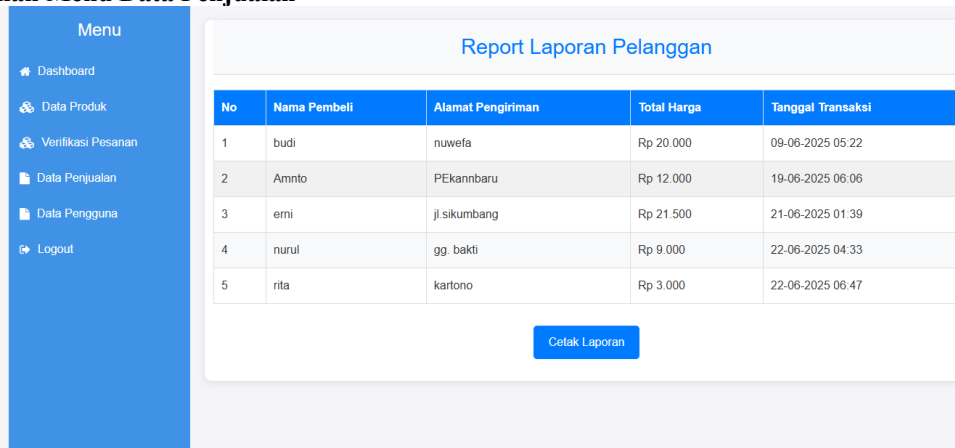 Menu Data Penjualan
Menu
Dashboard
Data Produk
Verifikasi Pesanan
Data Penjualan
Data Pengguna
Logout
Report Laporan Pelanggan
No Nama Pembeli Alamat Pengiriman Total Harga Tanggal Transaksi
1 budi nuwefa Rp 20.000 09-06-2025 05:22
2 Amnto PEkannbaru Rp 12.000 19-06-2025 06:06
3 erni jl.sikumbang Rp 21.500 21-06-2025 01:39
4 nurul gg. bakti Rp 9.000 22-06-2025 04:33
5 rita kartono Rp 3.000 22-06-2025 06:47
Cetak Laporan